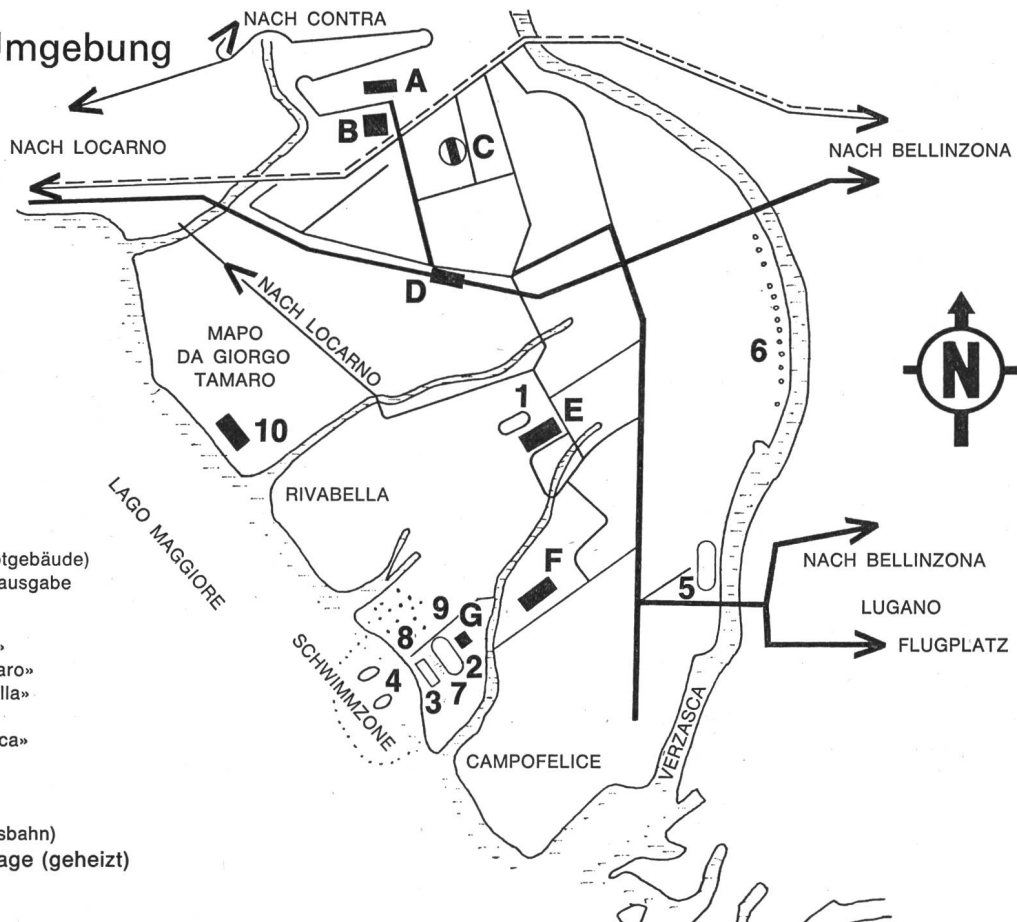 NACH CONTRA
Umgebung
A
B
C
NACH LOCARNO
NACH BELLINZONA
D
NACH LOCARNO
MAPO
DA GIORGO
TAMARO
6
N
1
E
10
RIVABELLA
LAGO MAGGIORE
otgebäude)
ausgabe
F
5
NACH BELLINZONA
LUGANO
FLUGPLATZ
9
G
8
2
4
3
7
SCHWIMMZONE
»
aro»
lla»
ca»
VERZASCA
CAMPOFELICE
sbahn)
age (geheizt)